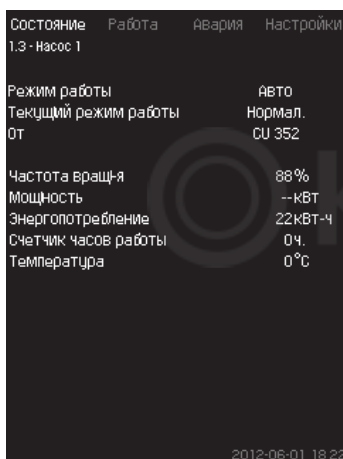 Состояние Работа Авария Настройки
1.3 - Насос 1
Режим работы Авто
Текущий режим работы Нормал.
От CU 352
Частота вращ-я 88%
Мощность --кВт
Энергопотребление 22кВт-ч
Счетчик часов работы 0ч.
Температура 0°C
2012-06-01 18:22